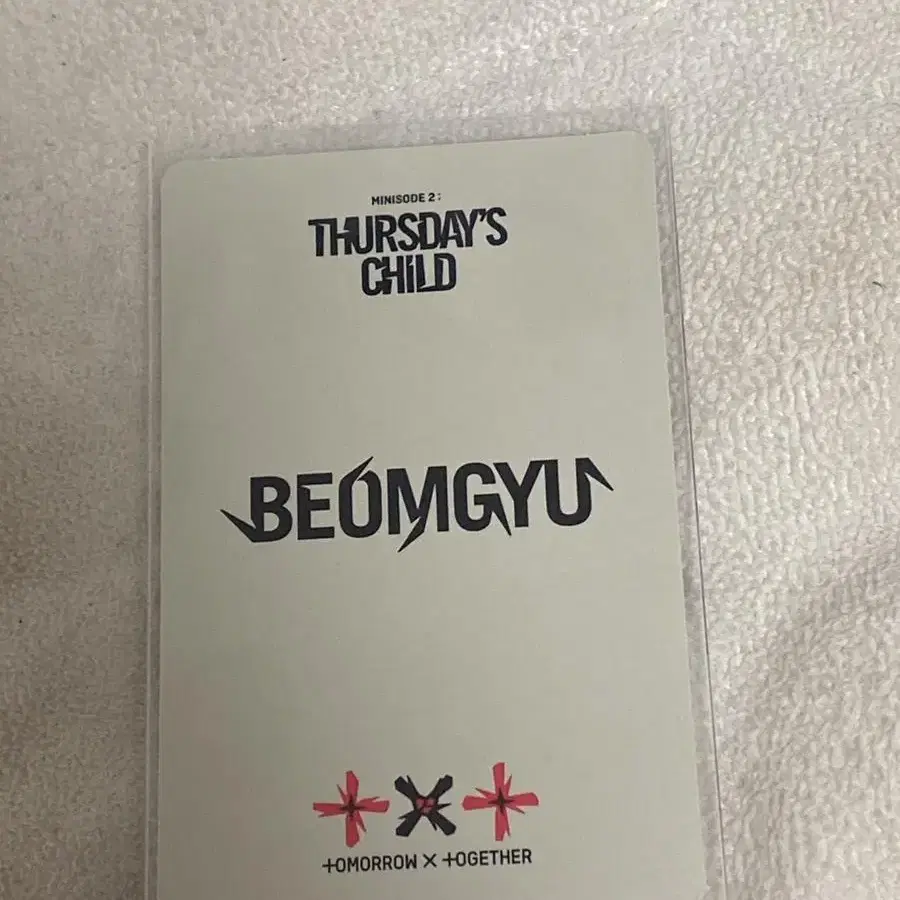 MINISODE 2:
THURSDAY'S
CHILD
BEOMGYU
TOMORROW X TOGETHER